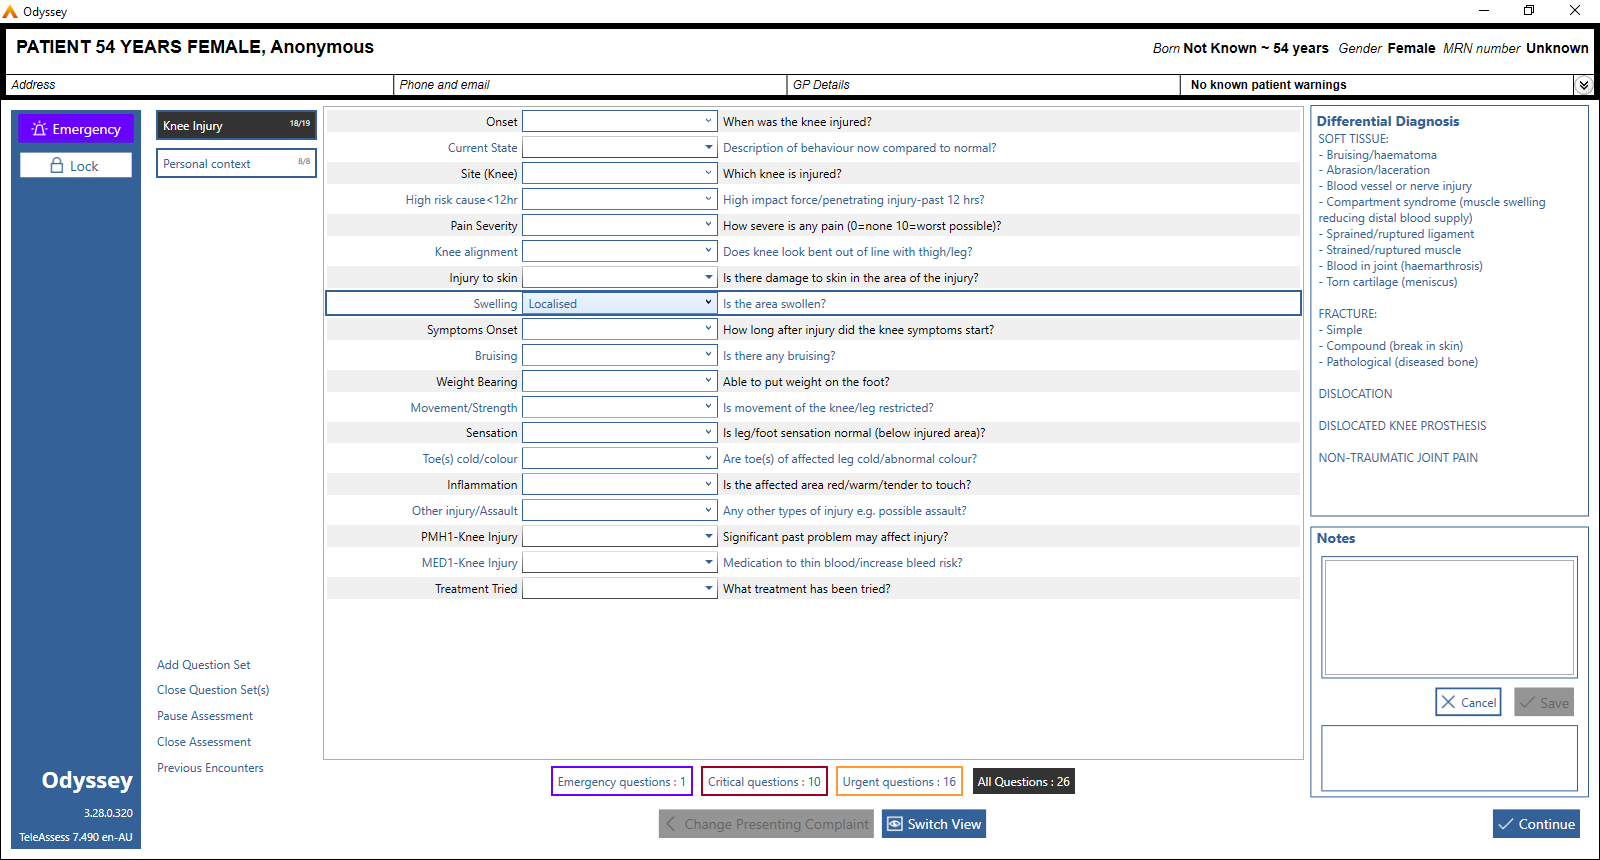 Odyssey
PATIENT 54 YEARS FEMALE, Anonymous
Born Not Known ~ 54 years Gender Female MRN number Unknown
Address
Phone and email
GP Details
No known patient warnings
Emergency
Lock
Knee Injury 18/19
Personal context 8/8
Onset When was the knee injured?
Current State Description of behaviour now compared to normal?
Site (Knee) Which knee is injured?
High risk cause<12hr High impact force/penetrating injury-past 12 hrs?
Pain Severity How severe is any pain (0=none 10=worst possible)?
Knee alignment Does knee look bent out of line with thigh/leg?
Injury to skin Is there damage to skin in the area of the injury?
Swelling Localised Is the area swollen?
Symptoms Onset How long after injury did the knee symptoms start?
Bruising Is there any bruising?
Weight Bearing Able to put weight on the foot?
Movement/Strength Is movement of the knee/leg restricted?
Sensation Is leg/foot sensation normal (below injured area)?
Toe(s) cold/colour Are toe(s) of affected leg cold/abnormal colour?
Inflammation Is the affected area red/warm/tender to touch?
Other injury/Assault Any other types of injury e.g. possible assault?
PMH1-Knee Injury Significant past problem may affect injury?
MED1-Knee Injury Medication to thin blood/increase bleed risk?
Treatment Tried What treatment has been tried?
Differential Diagnosis
SOFT TISSUE:
- Bruising/haematoma
- Abrasion/laceration
- Blood vessel or nerve injury
- Compartment syndrome (muscle swelling
reducing distal blood supply)
- Sprained/ruptured ligament
- Strained/ruptured muscle
- Blood in joint (haemarthrosis)
- Torn cartilage (meniscus)
FRACTURE:
- Simple
- Compound (break in skin)
- Pathological (diseased bone)
DISLOCATION
DISLOCATED KNEE PROSTHESIS
NON-TRAUMATIC JOINT PAIN
Notes
Cancel
Save
Add Question Set
Close Question Set(s)
Pause Assessment
Close Assessment
Previous Encounters
Odyssey
3.28.0.320
TeleAssess 7.490 en-AU
Emergency questions : 1
Critical questions : 10
Urgent questions : 16
All Questions : 26
Change Presenting Complaint
Switch View
Continue